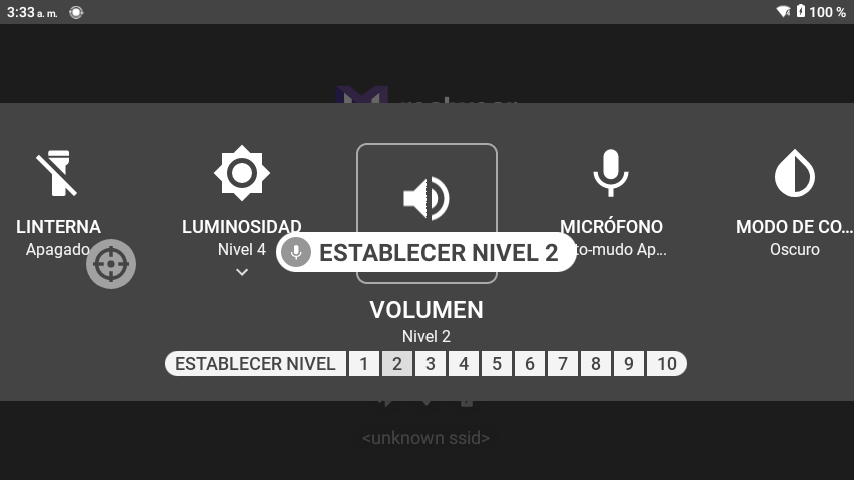 3:33 a. m.
100 %
LINTERNA
Apagado
LUMINOSIDAD
Nivel 4
MICRÓFONO
to-mudo Ap...
MODO DE CO...
Oscuro
ESTABLECER NIVEL 2
VOLUMEN
Nivel 2
ESTABLECER NIVEL 1 2 3 4 5 6 7 8 9 10
<unknown ssid>